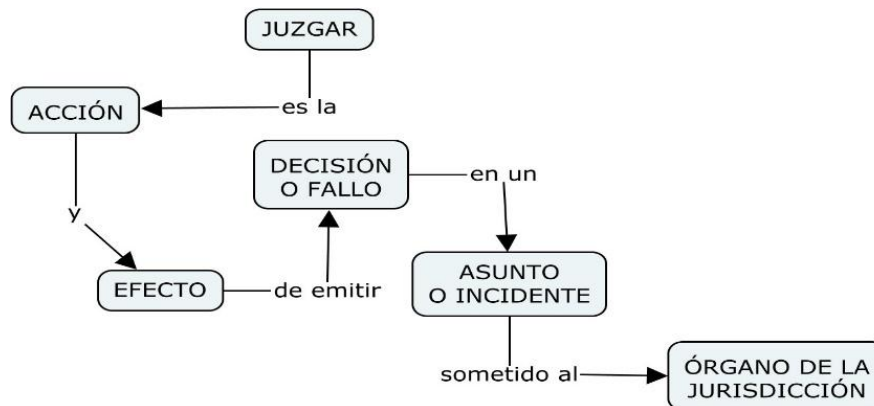 JUZGAR
es la
ACCIÓN
y
EFECTO
de emitir
DECISIÓN
O FALLO
en un
ASUNTO
O INCIDENTE
sometido al
ÓRGANO DE LA
JURISDICCIÓN